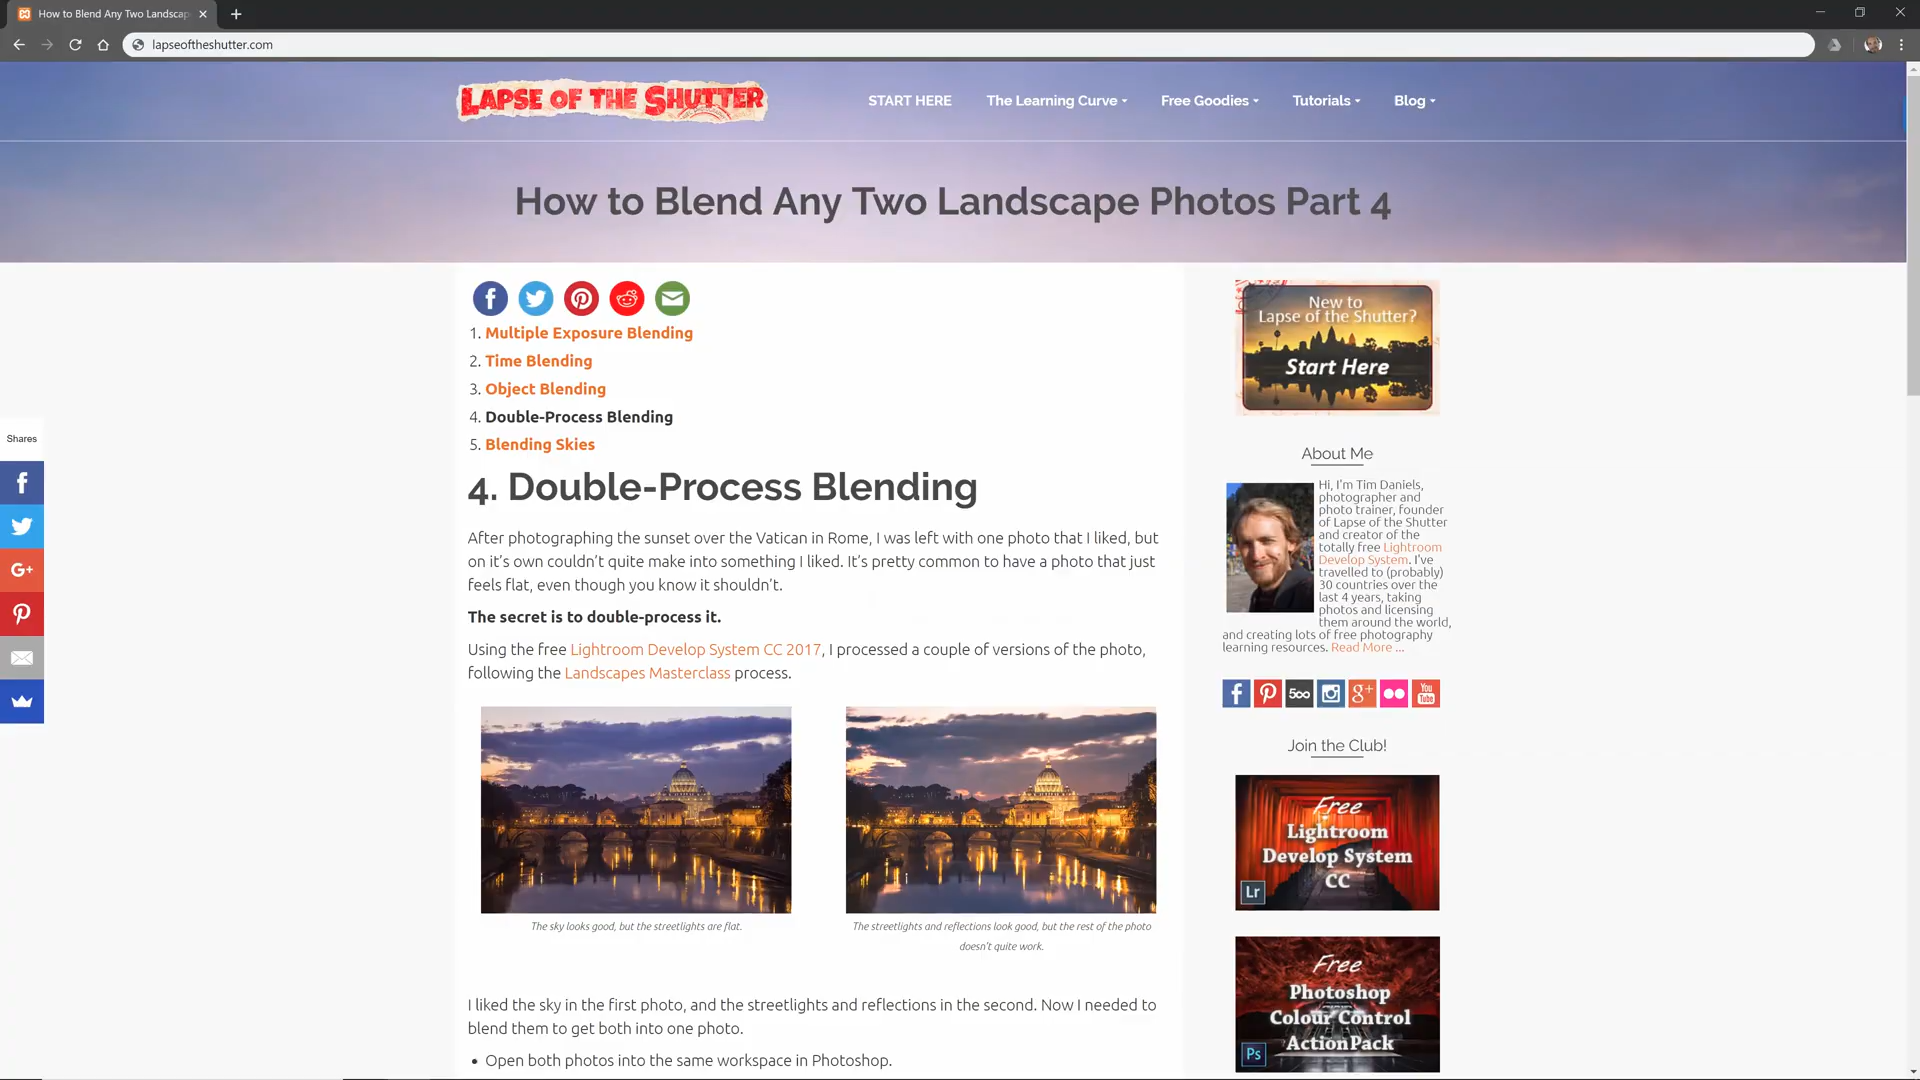 How to Blend Any Two Landscap
lapseoftheshutter.com
LAPSE OF THE SHUTTER
START HERE
The Learning Curve
Free Goodies
Tutorials
Blog
How to Blend Any Two Landscape Photos Part 4
1. Multiple Exposure Blending
2. Time Blending
3. Object Blending
4. Double-Process Blending
5. Blending Skies
Shares
4. Double-Process Blending
After photographing the sunset over the Vatican in Rome, I was left with one photo that I liked, but
on it’s own couldn’t quite make into something I liked. It’s pretty common to have a photo that just
feels flat, even though you know it shouldn’t.
The secret is to double-process it.
Using the free Lightroom Develop System CC 2017, I processed a couple of versions of the photo,
following the Landscapes Masterclass process.
The sky looks good, but the streetlights are flat.
The streetlights and reflections look good, but the rest of the photo
doesn’t quite work.
I liked the sky in the first photo, and the streetlights and reflections in the second. Now I needed to
blend them to get both into one photo.
• Open both photos into the same workspace in Photoshop.
New to
Lapse of the Shutter?
Start Here
About Me
Hi, I'm Tim Daniels,
photographer and
photo trainer, founder
of Lapse of the Shutter
and creator of the
totally free Lightroom
Develop System. I've
travelled to (probably)
30 countries over the
last 4 years, taking
photos and licensing
them around the world,
and creating lots of free photography
learning resources. Read More ...
500
g+
You
Tube
Join the Club!
Free
Lightroom
Develop System
CC
Lr
Free
Photoshop
Colour Control
ActionPack
Ps
G+